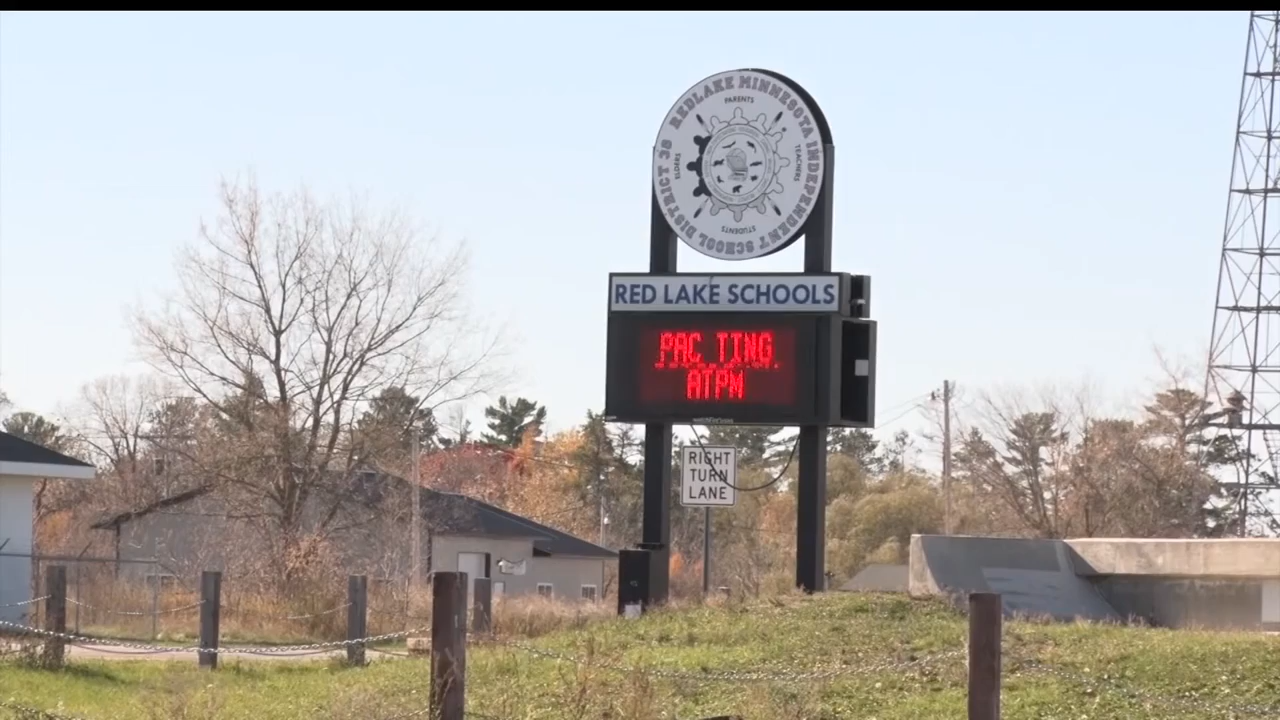 REDLAKE MINNESOTA INDEPENDENT SCHOOL DISTRICT 38
PARENTS
ELDERS
TEACHERS
STUDENTS
RED LAKE SCHOOLS
PAC TING
ATPM
RIGHT
TURN
LANE